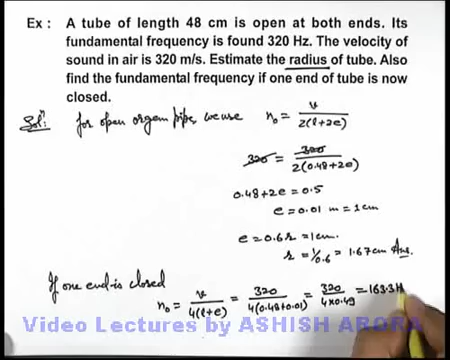 Ex : A tube of length 48 cm is open at both ends. Its
fundamental frequency is found 320 Hz. The velocity of
sound in air is 320 m/s. Estimate the radius of tube. Also
find the fundamental frequency if one end of tube is now
closed.
Solⁿ for open organ pipe, we use n₀ = v/2(l+2e)
320 = 320/2(0.48+2e)
0.48+2e = 0.5
e = 0.01 m = 1 cm
e = 0.6r = 1 cm.
r = 1/0.6 = 1.67 cm Ans.
If one end is closed
n₀ = v/4(l+e) = 320/4(0.48+0.01) = 320/4×0.49 = 163.3 H
Video Lectures by ASHISH ARORA